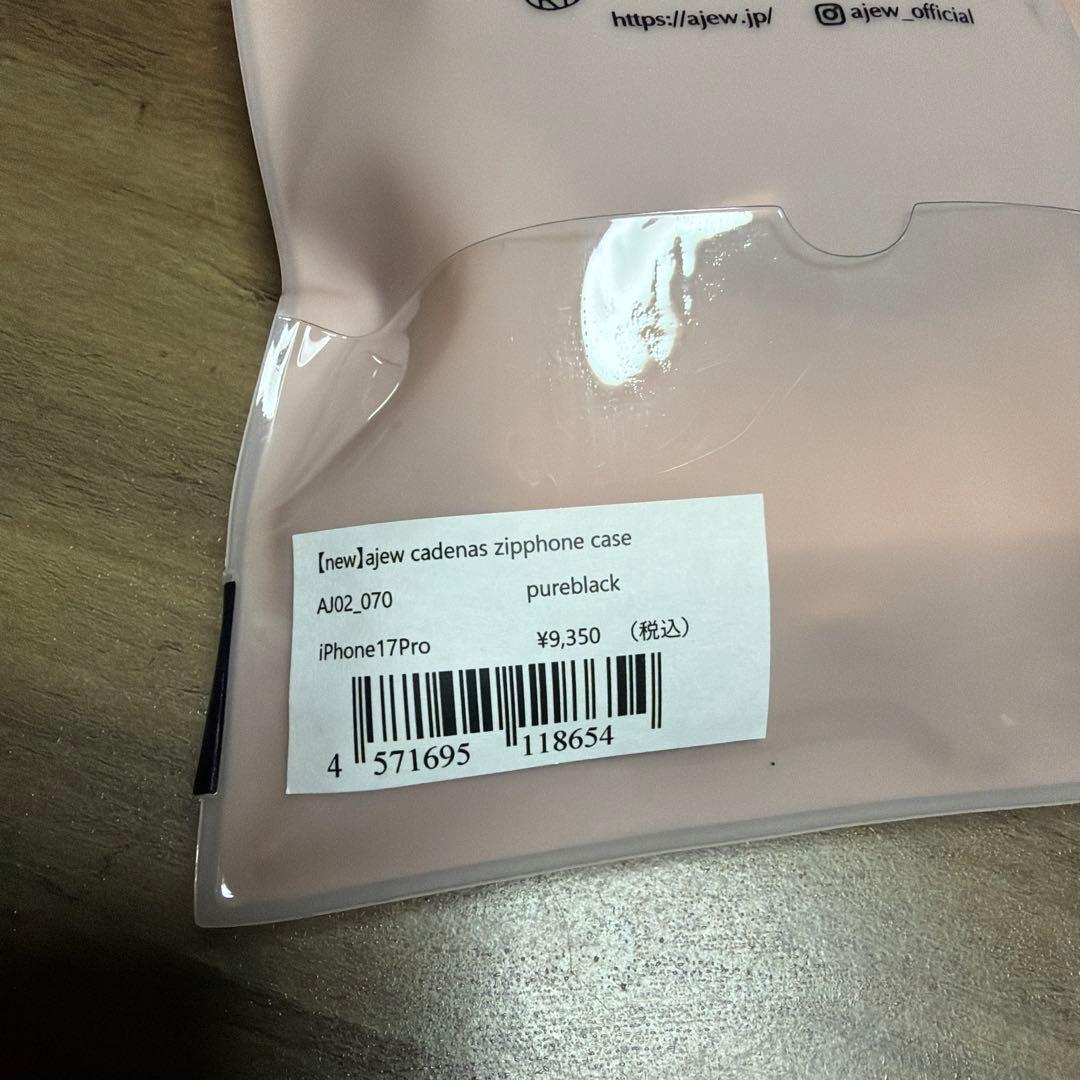 https://ajew.jp/ ajew_official
【new】ajew cadenas zipphone case
AJ02_070 pureblack
iPhone17Pro ¥9,350 （税込）
4 571695 118654